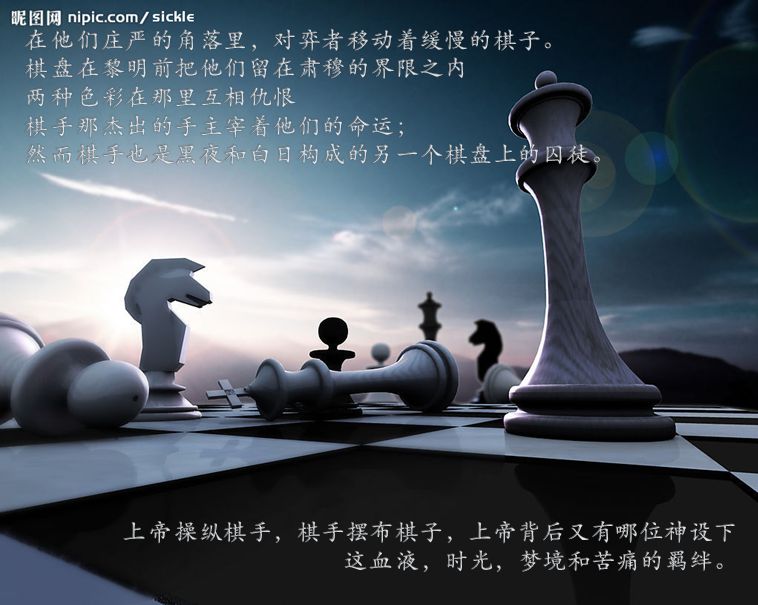 昵图网 nipic.com/sickle
在他们庄严的角落里，对弈者移动着缓慢的棋子。
棋盘在黎明前把他们留在肃穆的界限之内
两种色彩在那里互相仇恨
棋手那杰出的手主宰着他们的命运；
然而棋手也是黑夜和白日构成的另一个棋盘上的囚徒。
上帝操纵棋手，棋手摆布棋子，上帝背后又有哪位神设下
这血液，时光，梦境和苦痛的羁绊。